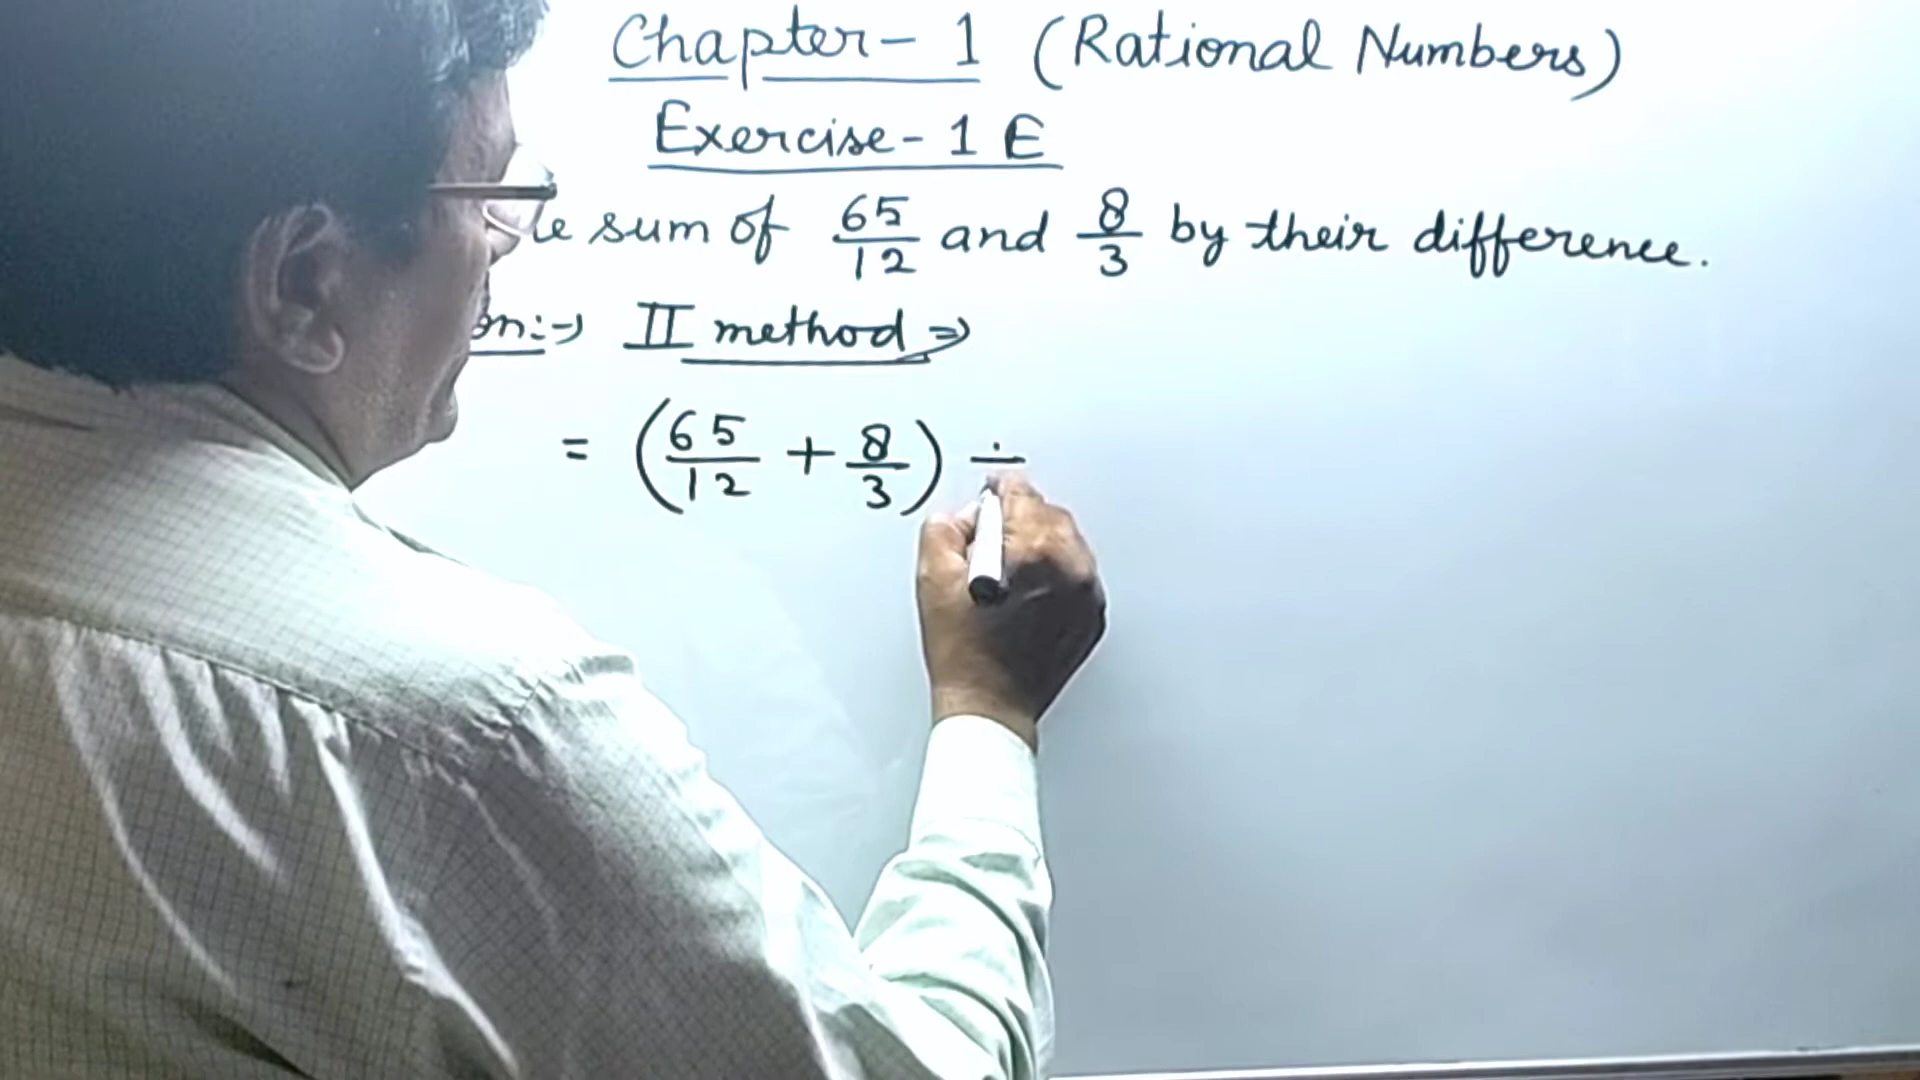 Chapter - 1 (Rational Numbers)
Exercise - 1 E
sum of 65/12 and 8/3 by their difference.
on:-> II method =>
= (65/12 + 8/3) ÷